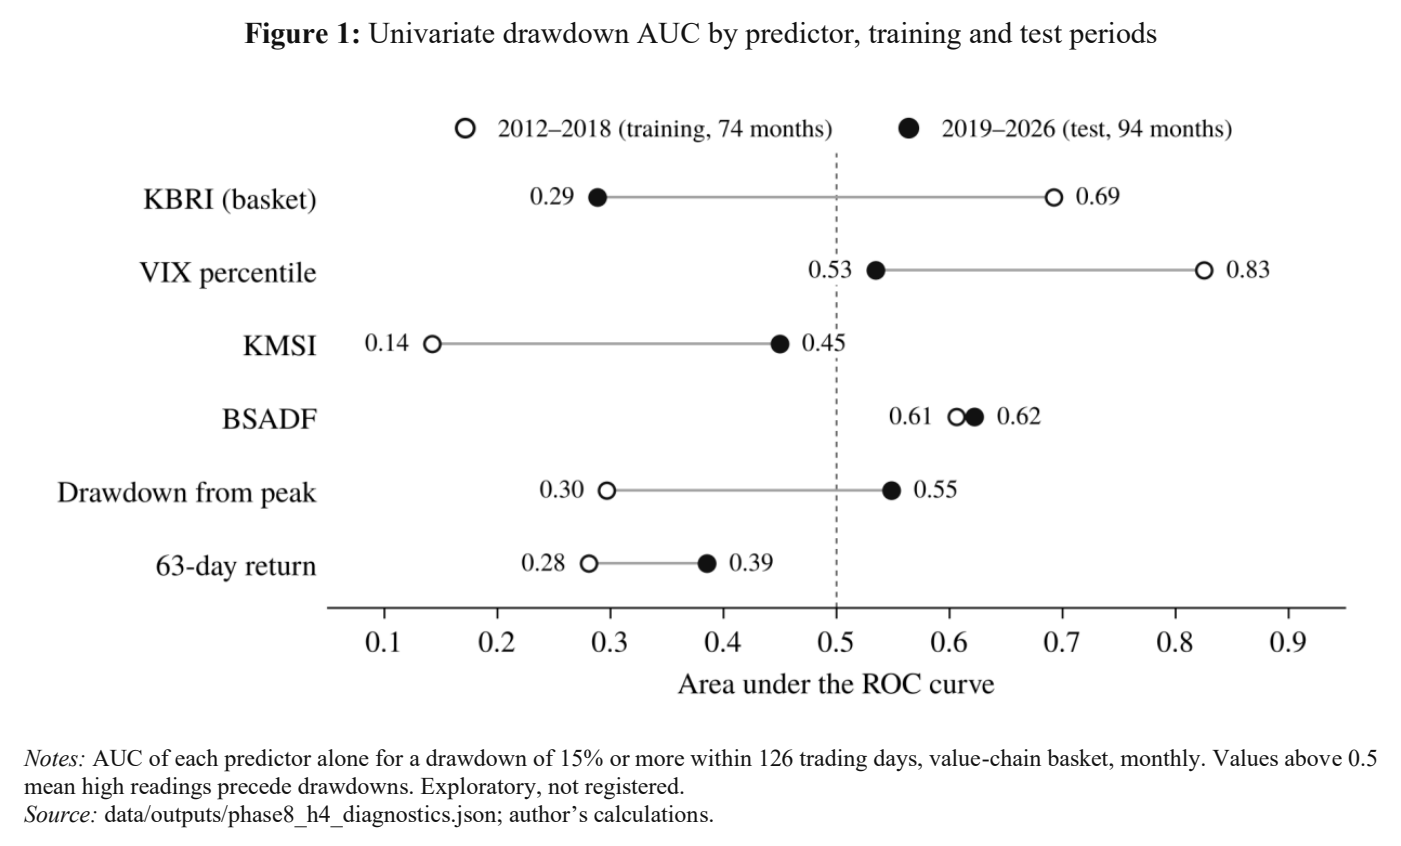 Figure 1: Univariate drawdown AUC by predictor, training and test periods
2012–2018 (training, 74 months)
2019–2026 (test, 94 months)
KBRI (basket)
0.29
0.69
VIX percentile
0.53
0.83
KMSI
0.14
0.45
BSADF
0.61
0.62
Drawdown from peak
0.30
0.55
63-day return
0.28
0.39
0.1 0.2 0.3 0.4 0.5 0.6 0.7 0.8 0.9
Area under the ROC curve
Notes: AUC of each predictor alone for a drawdown of 15% or more within 126 trading days, value-chain basket, monthly. Values above 0.5
mean high readings precede drawdowns. Exploratory, not registered.
Source: data/outputs/phase8_h4_diagnostics.json; author’s calculations.